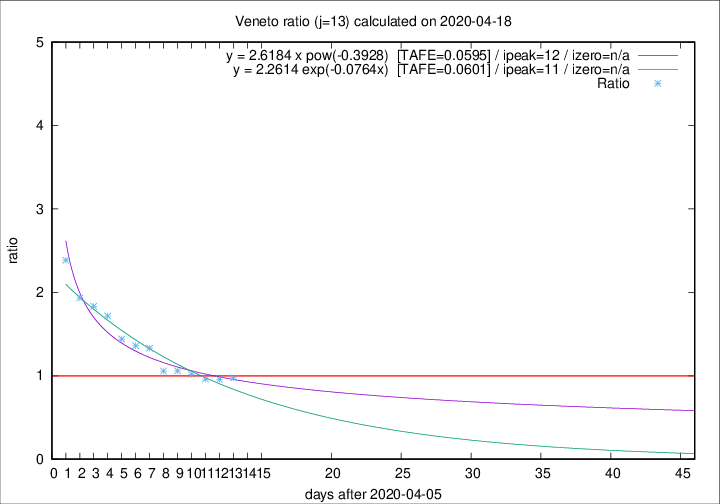 Veneto ratio (j=13) calculated on 2020-04-18
y = 2.6184 x pow(-0.3928) [TAFE=0.0595] / ipeak=12 / izero=n/a
y = 2.2614 exp(-0.0764x) [TAFE=0.0601] / ipeak=11 / izero=n/a
Ratio
5
4
3
2
1
0
ratio
0 1 2 3 4 5 6 7 8 9 10 11 12 13 14 15 20 25 30 35 40 45
days after 2020-04-05